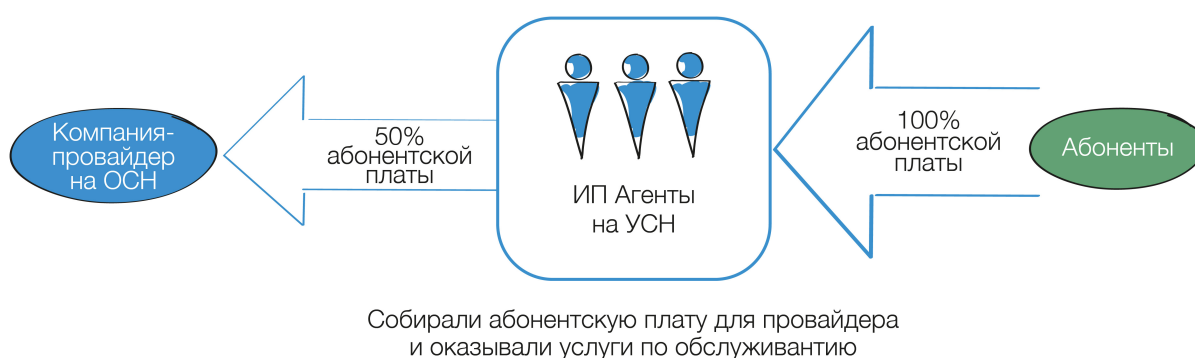 Компания-
провайдер
на ОСН
50%
абонентской
платы
ИП Агенты
на УСН
100%
абонентской
платы
Абоненты
Собирали абонентскую плату для провайдера
и оказывали услуги по обслуживантию